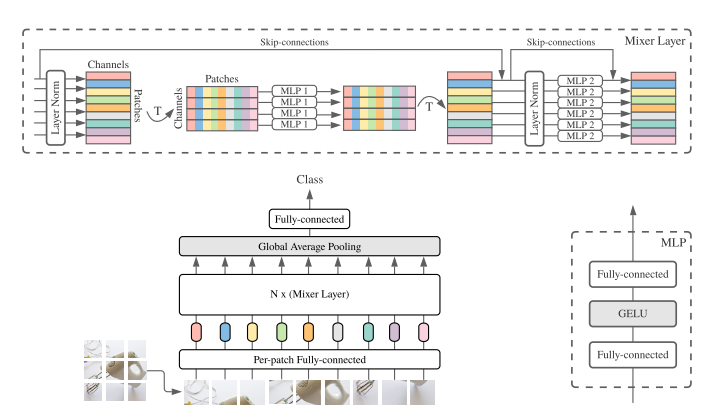 Skip-connections
Skip-connections
Mixer Layer
Channels
Layer Norm
Patches
T
Patches
Channels
MLP 1
MLP 1
MLP 1
MLP 1
T
Layer Norm
MLP 2
MLP 2
MLP 2
MLP 2
MLP 2
MLP 2
Class
Fully-connected
Global Average Pooling
N x (Mixer Layer)
Per-patch Fully-connected
MLP
Fully-connected
GELU
Fully-connected